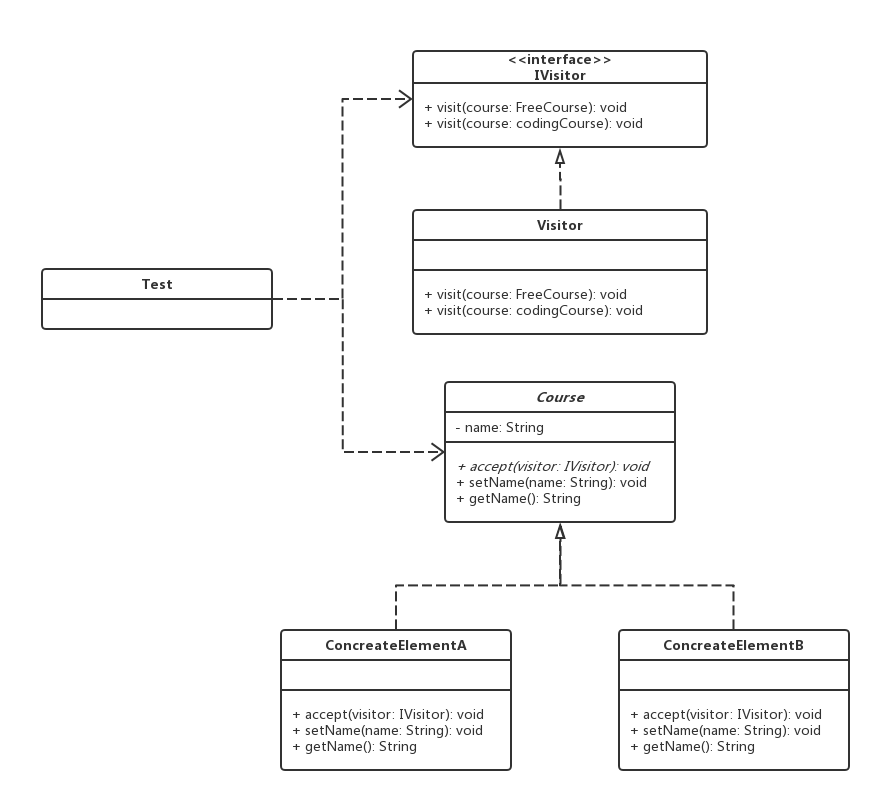 <<interface>>
IVisitor
+ visit(course: FreeCourse): void
+ visit(course: codingCourse): void
Visitor
+ visit(course: FreeCourse): void
+ visit(course: codingCourse): void
Test
Course
- name: String
+ accept(visitor: IVisitor): void
+ setName(name: String): void
+ getName(): String
ConcreateElementA
+ accept(visitor: IVisitor): void
+ setName(name: String): void
+ getName(): String
ConcreateElementB
+ accept(visitor: IVisitor): void
+ setName(name: String): void
+ getName(): String